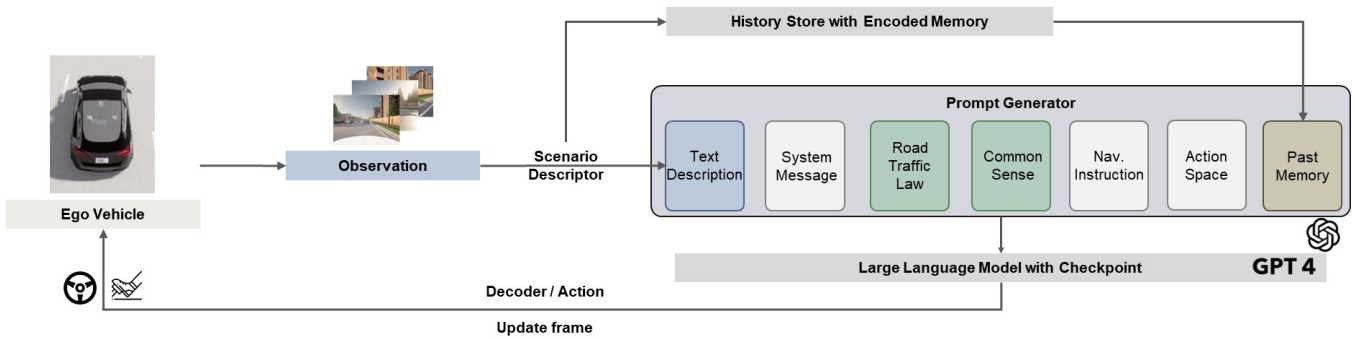 History Store with Encoded Memory
Prompt Generator
Observation
Scenario
Descriptor
Text
Description
System
Message
Road
Traffic
Law
Common
Sense
Nav.
Instruction
Action
Space
Past
Memory
Ego Vehicle
Large Language Model with Checkpoint
GPT 4
Decoder / Action
Update frame